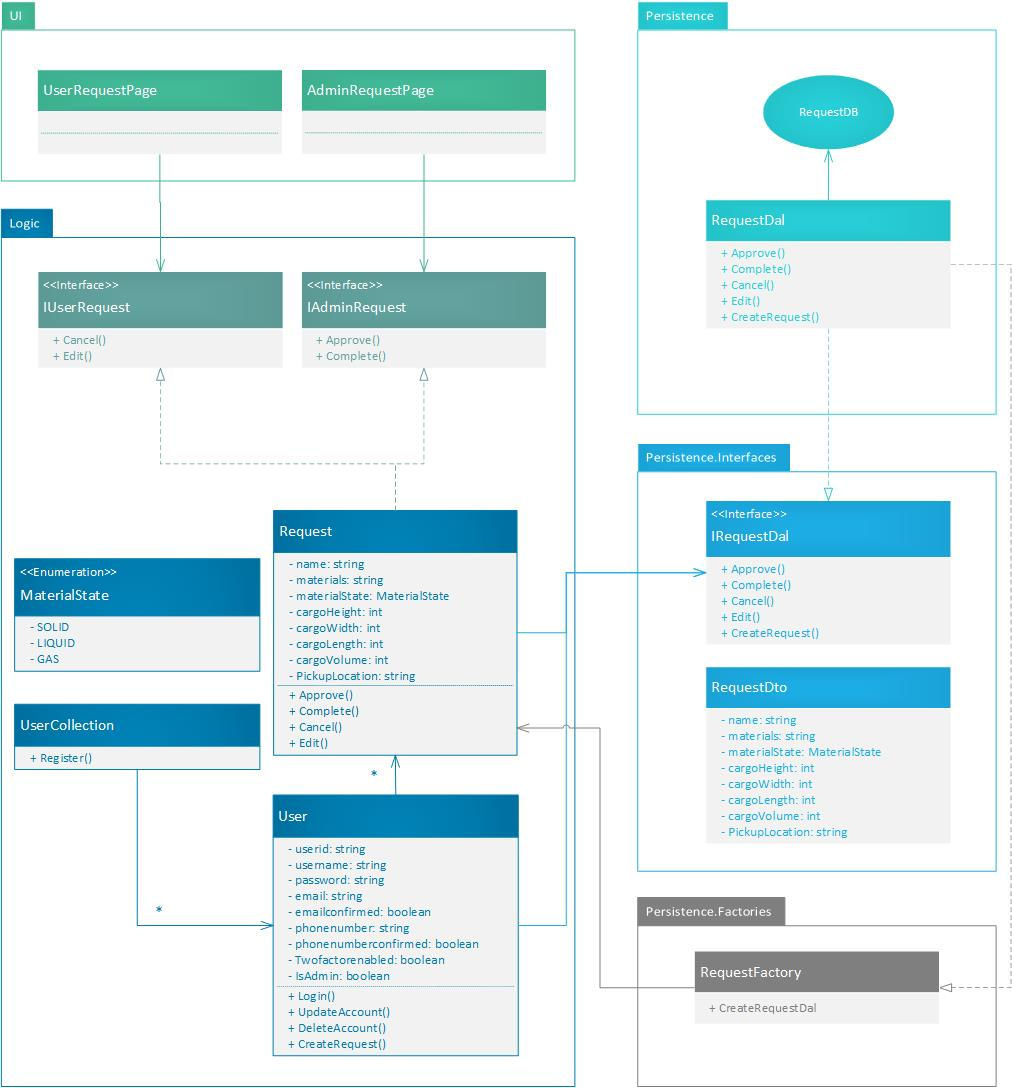 UI
UserRequestPage
AdminRequestPage
Logic
<<Interface>>
IUserRequest
+ Cancel()
+ Edit()
<<Interface>>
IAdminRequest
+ Approve()
+ Complete()
<<Enumeration>>
MaterialState
- SOLID
- LIQUID
- GAS
UserCollection
+ Register()
Request
- name: string
- materials: string
- materialState: MaterialState
- cargoHeight: int
- cargoWidth: int
- cargoLength: int
- cargoVolume: int
- PickupLocation: string
+ Approve()
+ Complete()
+ Cancel()
+ Edit()
*
*
User
- userid: string
- username: string
- password: string
- email: string
- emailconfirmed: boolean
- phonenumber: string
- phonenumberconfirmed: boolean
- Twofactorenabled: boolean
- IsAdmin: boolean
+ Login()
+ UpdateAccount()
+ DeleteAccount()
+ CreateRequest()
Persistence
RequestDB
RequestDal
+ Approve()
+ Complete()
+ Cancel()
+ Edit()
+ CreateRequest()
Persistence.Interfaces
<<Interface>>
IRequestDal
+ Approve()
+ Complete()
+ Cancel()
+ Edit()
+ CreateRequest()
RequestDto
- name: string
- materials: string
- materialState: MaterialState
- cargoHeight: int
- cargoWidth: int
- cargoLength: int
- cargoVolume: int
- PickupLocation: string
Persistence.Factories
RequestFactory
+ CreateRequestDal